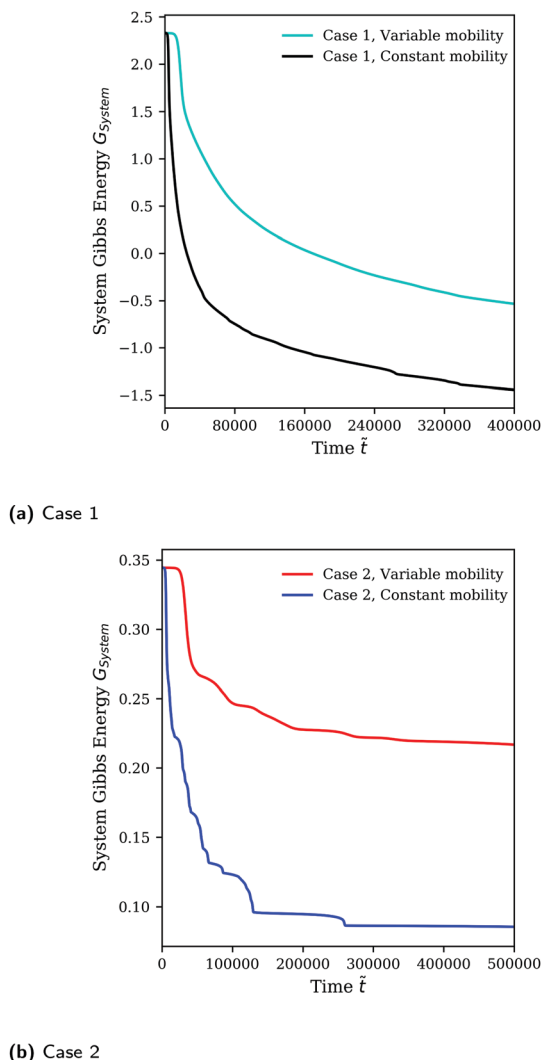 2.5
2.0
1.5
1.0
0.5
0.0
−0.5
−1.0
−1.5
System Gibbs Energy G_System
Case 1, Variable mobility
Case 1, Constant mobility
0 80000 160000 240000 320000 400000
Time t̃
(a) Case 1
0.35
0.30
0.25
0.20
0.15
0.10
System Gibbs Energy G_System
Case 2, Variable mobility
Case 2, Constant mobility
0 100000 200000 300000 400000 500000
Time t̃
(b) Case 2